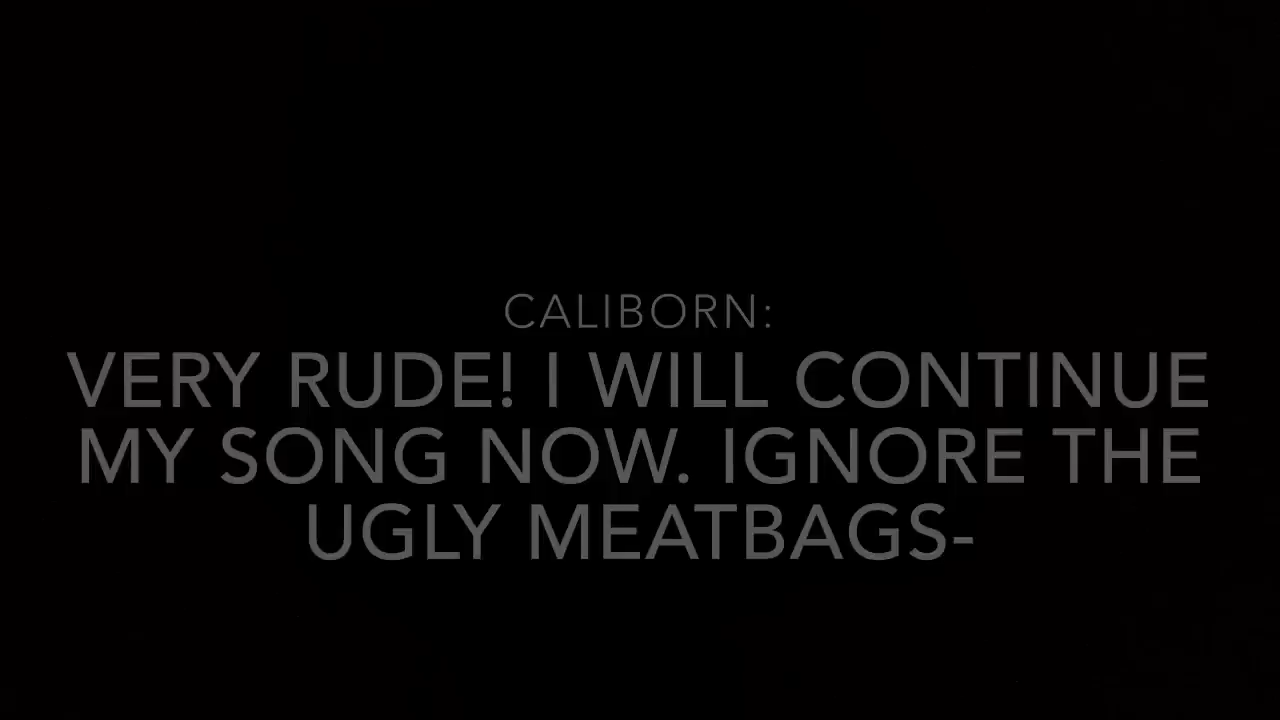 CALIBORN:
VERY RUDE! I WILL CONTINUE
MY SONG NOW. IGNORE THE
UGLY MEATBAGS-